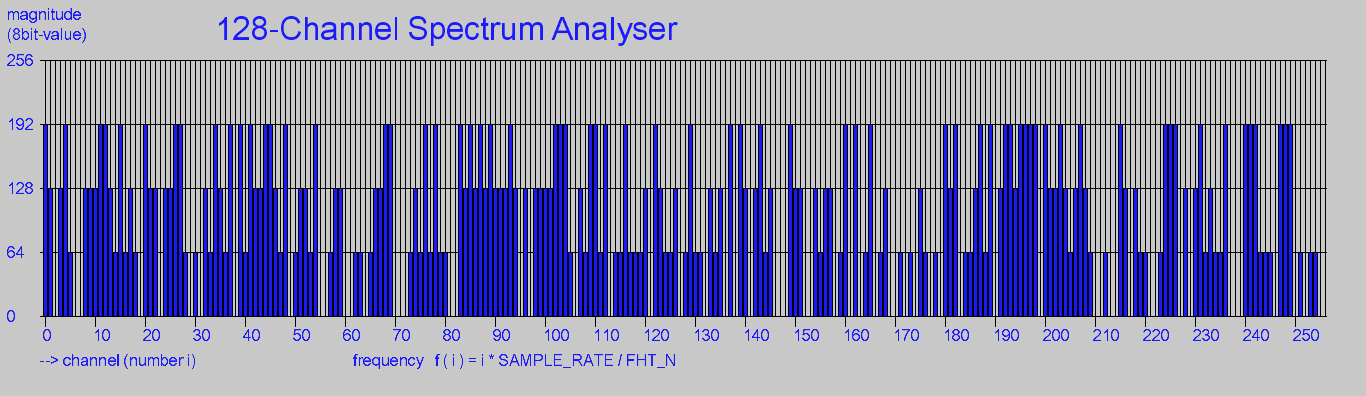 magnitude
(8bit-value)
128-Channel Spectrum Analyser
256
192
128
64
0
0 10 20 30 40 50 60 70 80 90 100 110 120 130 140 150 160 170 180 190 200 210 220 230 240 250
--> channel (number i) frequency f ( i ) = i * SAMPLE_RATE / FHT_N